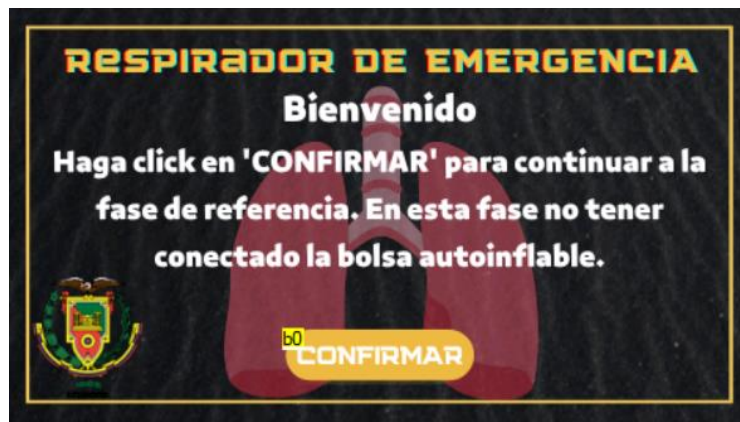 RESPIRADOR DE EMERGENCIA
Bienvenido
Haga click en 'CONFIRMAR' para continuar a la
fase de referencia. En esta fase no tener
conectado la bolsa autoinflable.
b0
CONFIRMAR